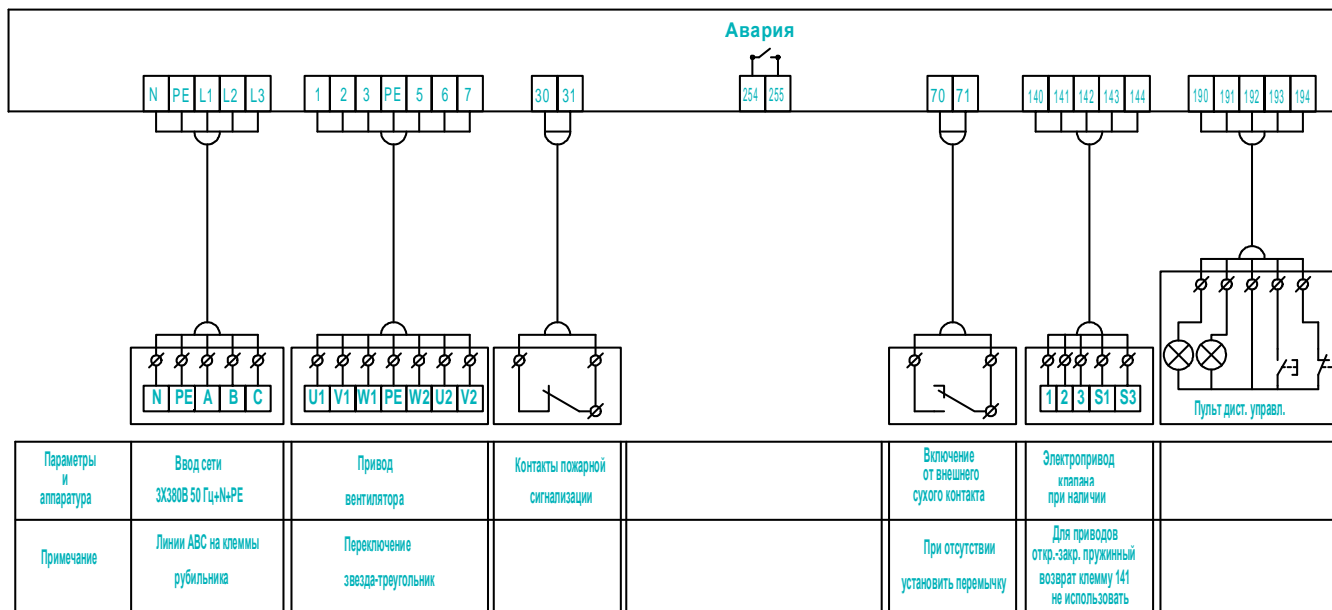 Авария
N PE L1 L2 L3
1 2 3 PE 5 6 7
30 31
254 255
70 71
140 141 142 143 144
190 191 192 193 194
N PE A B C
U1 V1 W1 PE W2 U2 V2
1 2 3 S1 S3
Пульт дист. управл.
Параметры
и
аппаратура
Ввод сети
3Х380В 50 Гц+N+PE
Привод
вентилятора
Контакты пожарной
сигнализации
Включение
от внешнего
сухого контакта
Электропривод
клапана
при наличии
Примечание
Линии ABC на клеммы
рубильника
Переключение
звезда-треугольник
При отсутствии
установить перемычку
Для приводов
откр.-закр. пружинный
возврат клемму 141
не использовать